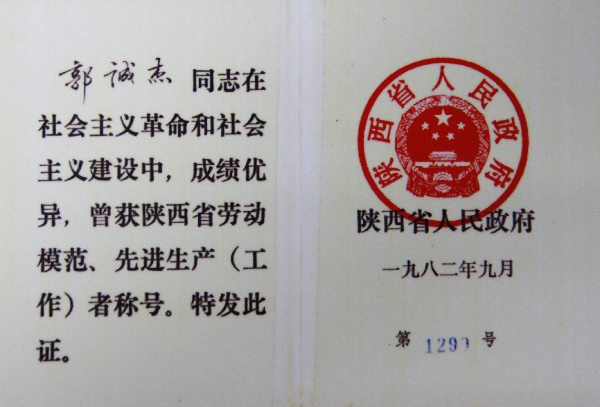 郭诚杰 同志在
社会主义革命和社会
主义建设中，成绩优
异，曾获陕西省劳动
模范、先进生产（工
作）者称号。特发此
证。
陕西省人民政府
陕西省人民政府
一九八二年九月
第 1299 号